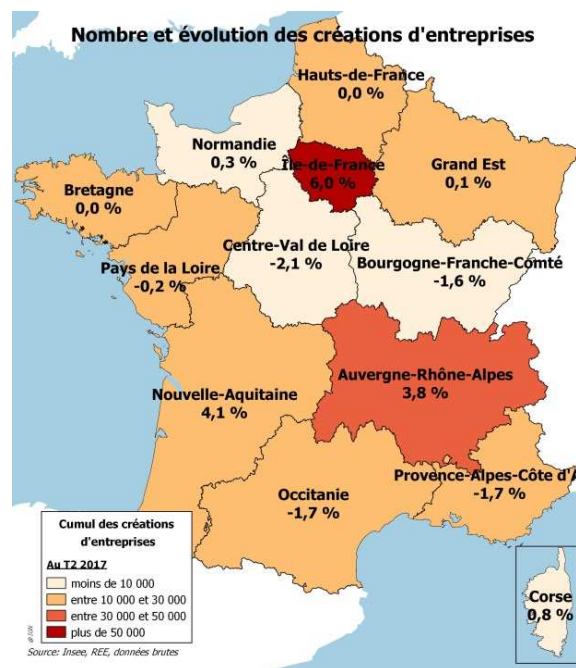 Nombre et évolution des créations d'entreprises
Hauts-de-France
0,0 %
Normandie
0,3 %
Île-de-France
6,0 %
Grand Est
0,1 %
Bretagne
0,0 %
Centre-Val de Loire
-2,1 %
Pays de la Loire
-0,2 %
Bourgogne-Franche-Comté
-1,6 %
Auvergne-Rhône-Alpes
3,8 %
Nouvelle-Aquitaine
4,1 %
Provence-Alpes-Côte d'A
-1,7 %
Occitanie
-1,7 %
Corse
0,8 %
Cumul des créations
d'entreprises
Au T2 2017
moins de 10 000
entre 10 000 et 30 000
entre 30 000 et 50 000
plus de 50 000
Source: Insee, REE, données brutes